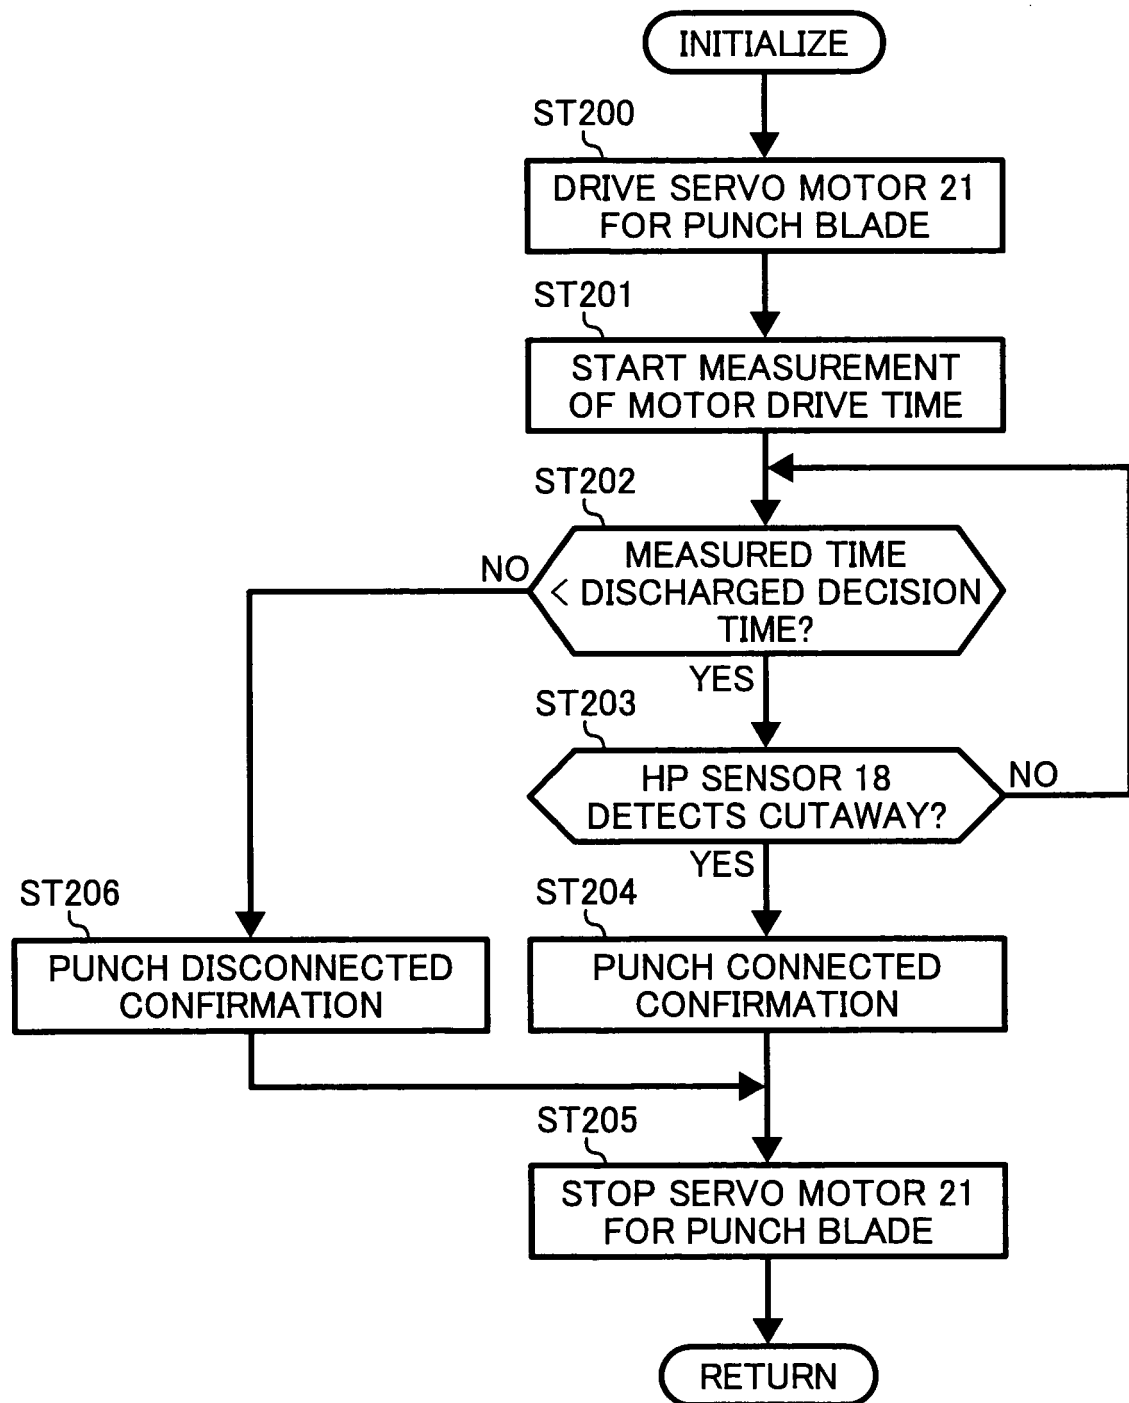 INITIALIZE
ST200
DRIVE SERVO MOTOR 21
FOR PUNCH BLADE
ST201
START MEASUREMENT
OF MOTOR DRIVE TIME
ST202
MEASURED TIME
< DISCHARGED DECISION
TIME?
NO
YES
ST203
HP SENSOR 18
DETECTS CUTAWAY?
NO
YES
ST206
PUNCH DISCONNECTED
CONFIRMATION
ST204
PUNCH CONNECTED
CONFIRMATION
ST205
STOP SERVO MOTOR 21
FOR PUNCH BLADE
RETURN